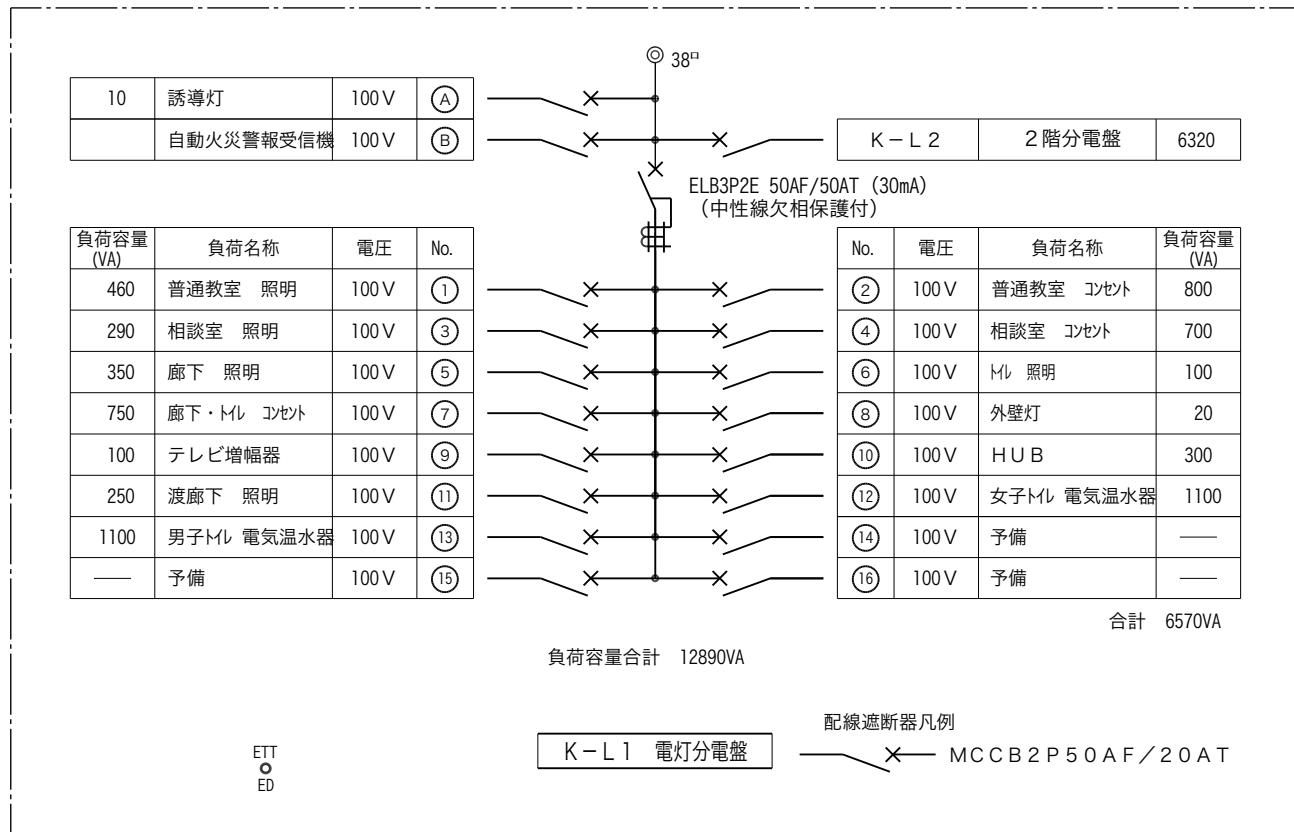 38□
10 誘導灯 100V Ⓐ
自動火災警報受信機 100V Ⓑ
K－L2 2階分電盤 6320
ELB3P2E 50AF/50AT (30mA)
(中性線欠相保護付)
負荷容量(VA) 負荷名称 電圧 No.
No. 電圧 負荷名称 負荷容量(VA)
460 普通教室 照明 100V ①
② 100V 普通教室 コンセント 800
290 相談室 照明 100V ③
④ 100V 相談室 コンセント 700
350 廊下 照明 100V ⑤
⑥ 100V トイレ 照明 100
750 廊下・トイレ コンセント 100V ⑦
⑧ 100V 外壁灯 20
100 テレビ増幅器 100V ⑨
⑩ 100V HUB 300
250 渡廊下 照明 100V ⑪
⑫ 100V 女子トイレ 電気温水器 1100
1100 男子トイレ 電気温水器 100V ⑬
⑭ 100V 予備 ――
―― 予備 100V ⑮
⑯ 100V 予備 ――
合計 6570VA
負荷容量合計 12890VA
配線遮断器凡例
K－L1 電灯分電盤
MCCB2P50AF／20AT
ETT
ED